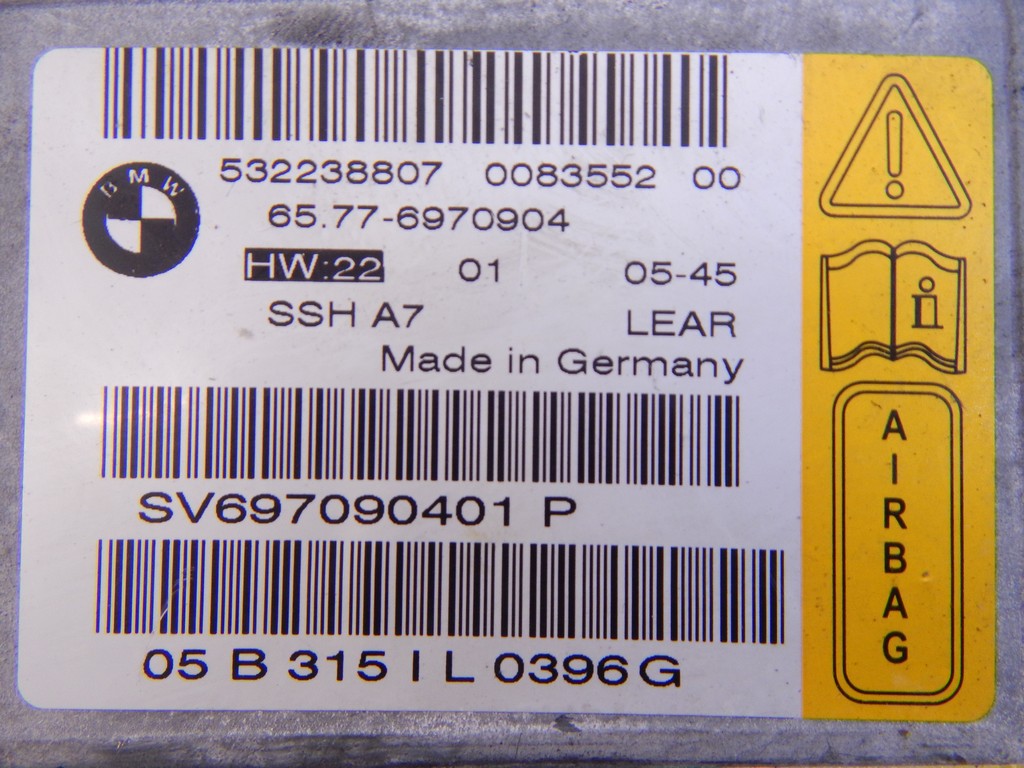 532238807 0083552 00
BMW
65.77-6970904
HW:22 01 05-45
SSH A7 LEAR
Made in Germany
SV697090401 P
05 B 315 I L 0396 G
i
AIRBAG